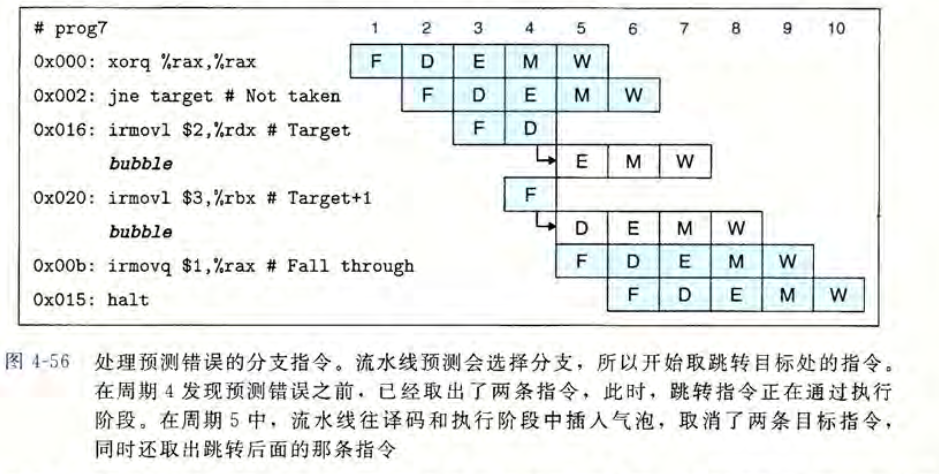 # prog7 1 2 3 4 5 6 7 8 9 10
0x000: xorq %rax,%rax F D E M W
0x002: jne target # Not taken F D E M W
0x016: irmovl $2,%rdx # Target F D
bubble E M W
0x020: irmovl $3,%rbx # Target+1 F
bubble D E M W
0x00b: irmovq $1,%rax # Fall through F D E M W
0x015: halt F D E M W
图 4-56 处理预测错误的分支指令。流水线预测会选择分支，所以开始取跳转目标处的指令。
在周期 4 发现预测错误之前，已经取出了两条指令，此时，跳转指令正在通过执行
阶段。在周期 5 中，流水线往译码和执行阶段中插入气泡，取消了两条目标指令，
同时还取出跳转后面的那条指令